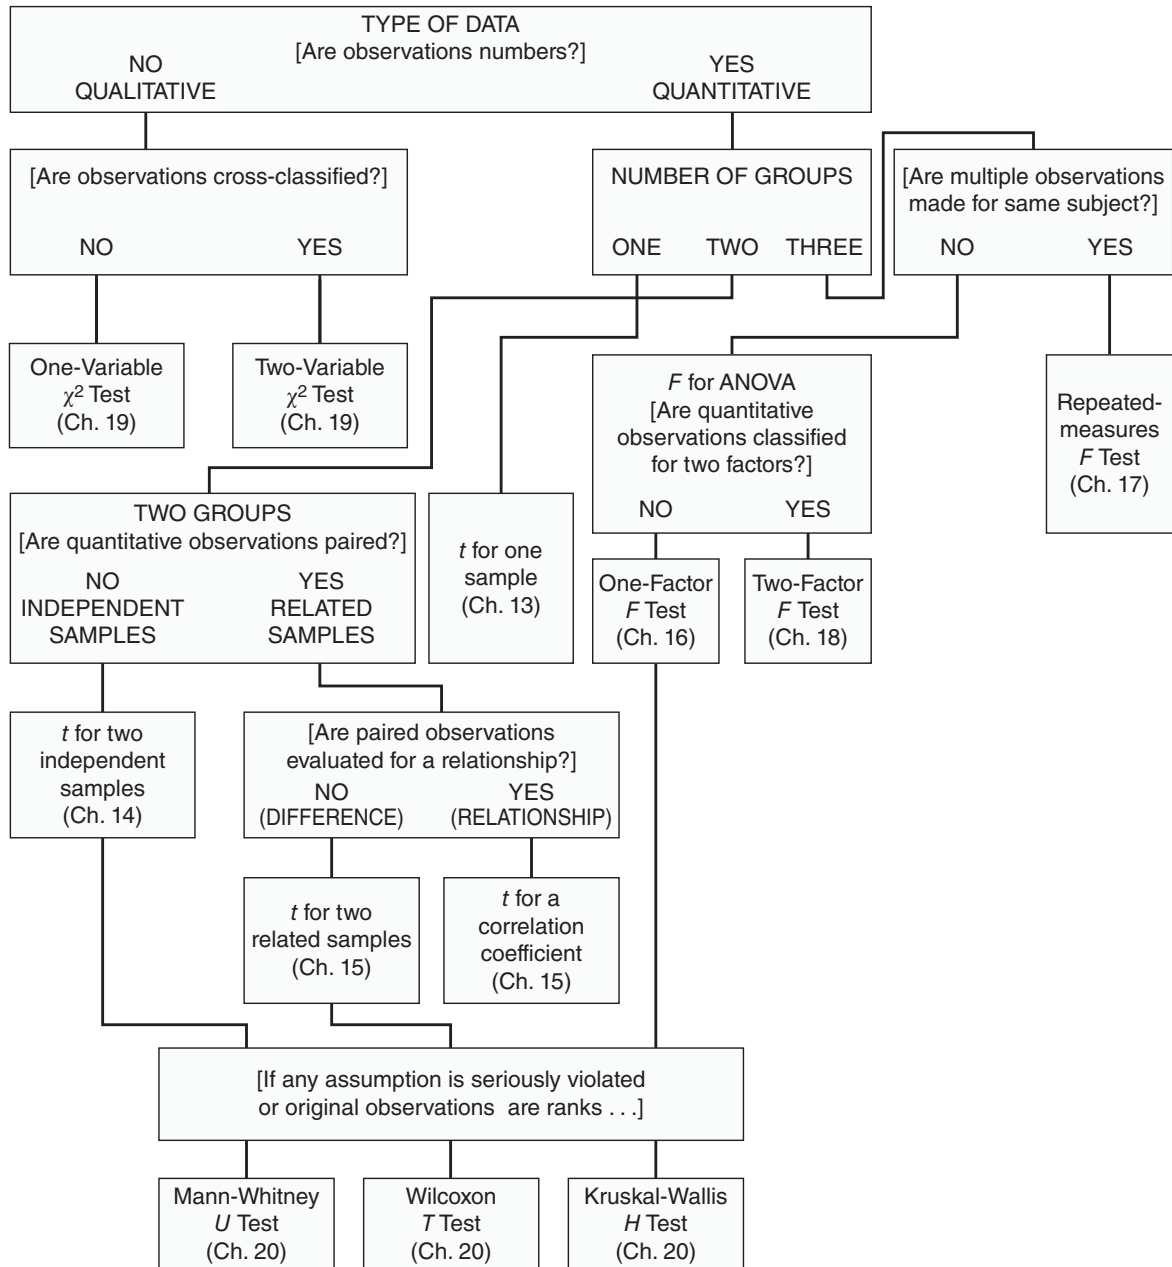 TYPE OF DATA
[Are observations numbers?]
NO
QUALITATIVE
YES
QUANTITATIVE
[Are observations cross-classified?]
NO
YES
NUMBER OF GROUPS
ONE
TWO
THREE
[Are multiple observations
made for same subject?]
NO
YES
One-Variable
χ² Test
(Ch. 19)
Two-Variable
χ² Test
(Ch. 19)
F for ANOVA
[Are quantitative
observations classified
for two factors?]
NO
YES
Repeated-
measures
F Test
(Ch. 17)
TWO GROUPS
[Are quantitative observations paired?]
NO
INDEPENDENT
SAMPLES
YES
RELATED
SAMPLES
t for one
sample
(Ch. 13)
One-Factor
F Test
(Ch. 16)
Two-Factor
F Test
(Ch. 18)
t for two
independent
samples
(Ch. 14)
[Are paired observations
evaluated for a relationship?]
NO
(DIFFERENCE)
YES
(RELATIONSHIP)
t for two
related samples
(Ch. 15)
t for a
correlation
coefficient
(Ch. 15)
[If any assumption is seriously violated
or original observations are ranks . . .]
Mann-Whitney
U Test
(Ch. 20)
Wilcoxon
T Test
(Ch. 20)
Kruskal-Wallis
H Test
(Ch. 20)